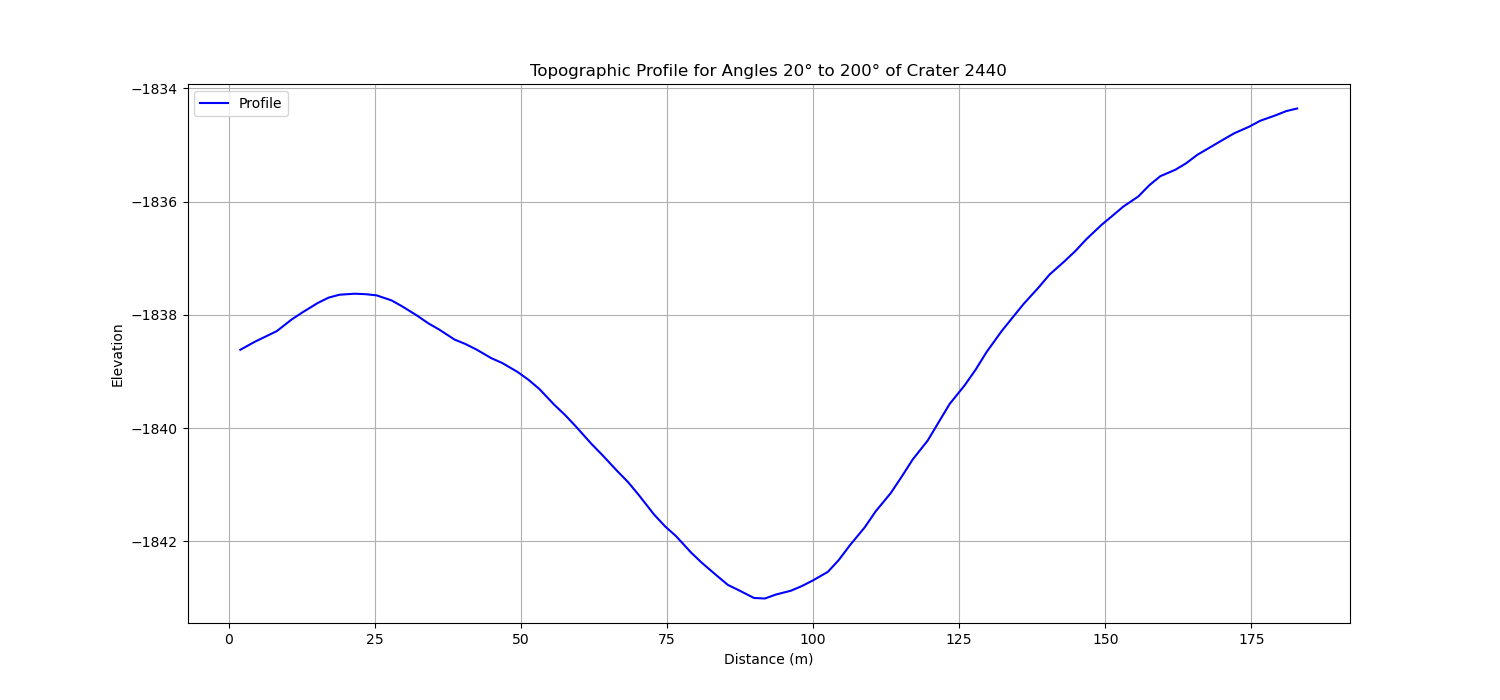 Topographic Profile for Angles 20° to 200° of Crater 2440
Profile
Elevation
−1834
−1836
−1838
−1840
−1842
0 25 50 75 100 125 150 175
Distance (m)